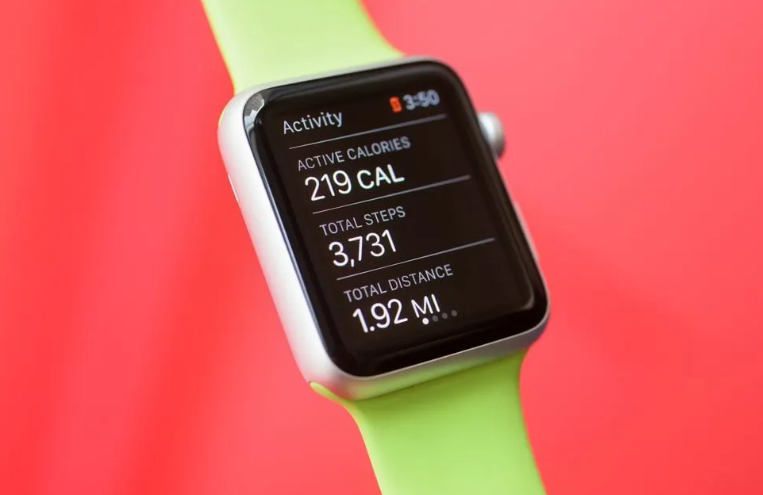 Activity 3:50
ACTIVE CALORIES
219 CAL
TOTAL STEPS
3,731
TOTAL DISTANCE
1.92 MI